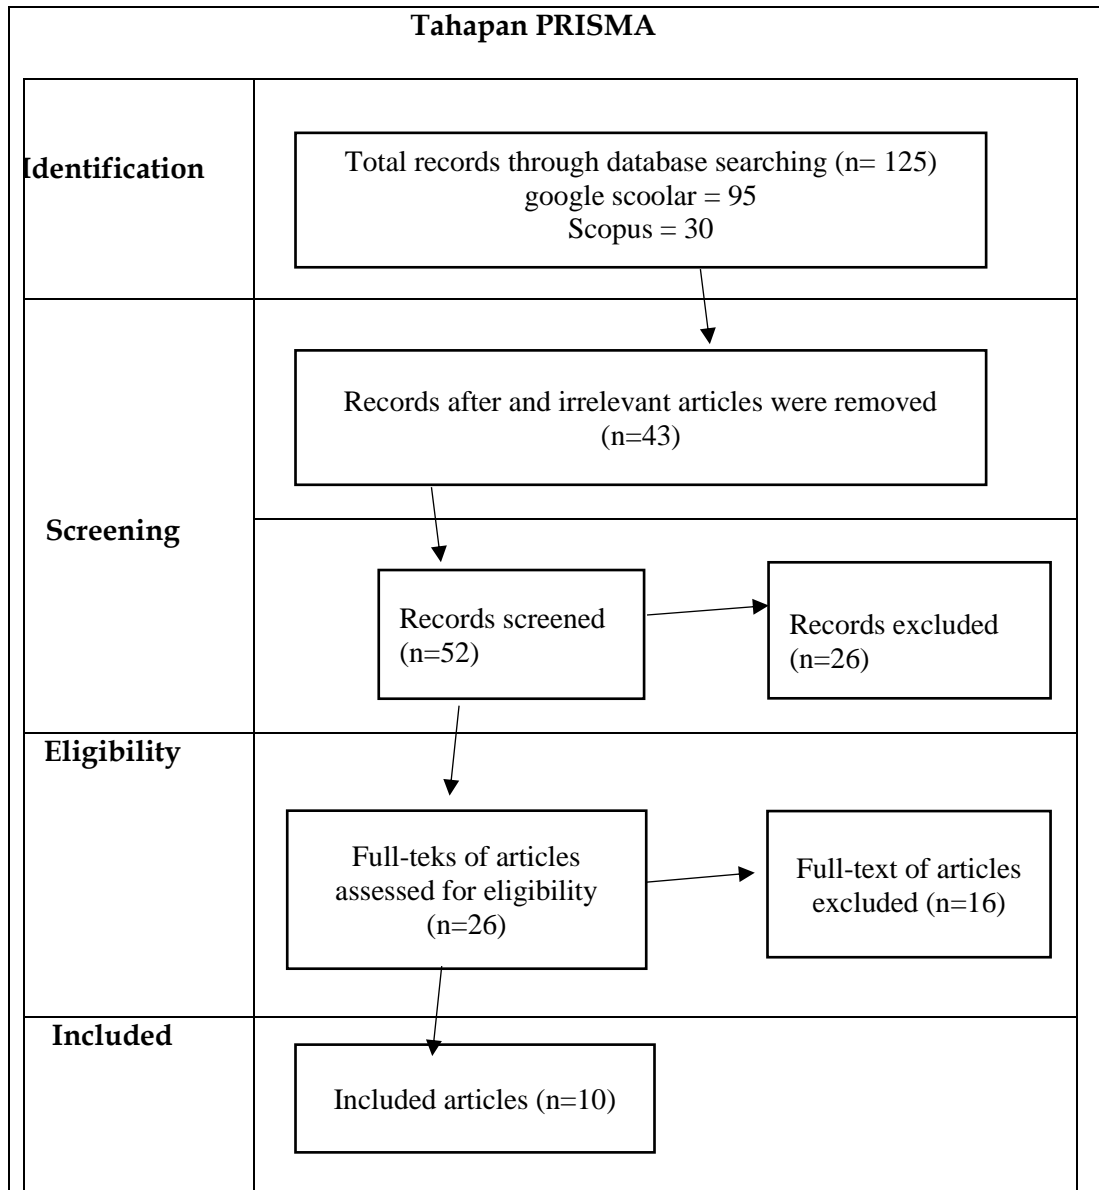 Tahapan PRISMA
Identification
Total records through database searching (n= 125)
google scoolar = 95
Scopus = 30
Screening
Records after and irrelevant articles were removed
(n=43)
Records screened
(n=52)
Records excluded
(n=26)
Eligibility
Full-teks of articles
assessed for eligibility
(n=26)
Full-text of articles
excluded (n=16)
Included
Included articles (n=10)